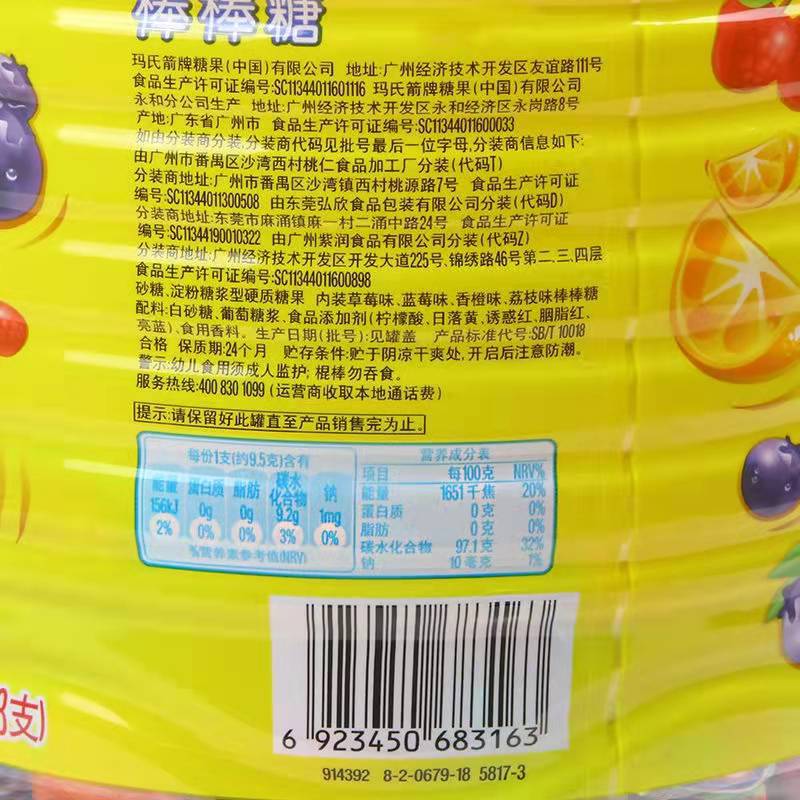 棒棒糖
玛氏箭牌糖果(中国)有限公司 地址:广州经济技术开发区友谊路111号
食品生产许可证编号:SC11344011601116 玛氏箭牌糖果(中国)有限公司
永和分公司生产 地址:广州经济技术开发区永和经济区永岗路8号
产地:广东省广州市 食品生产许可证编号:SC11344011600033
如由分装商分装,分装商代码见批号最后一位字母,分装商信息如下:
由广州市番禺区沙湾西村桃仁食品加工厂分装(代码T)
分装商地址:广州市番禺区沙湾镇西村桃源路7号 食品生产许可证
编号:SC11344011300508 由东莞弘欣食品包装有限公司分装(代码D)
分装商地址:东莞市麻涌镇麻一村二涌中路24号 食品生产许可证
编号:SC11344190010322 由广州紫润食品有限公司分装(代码Z)
分装商地址:广州经济技术开发区开发大道225号,锦绣路46号第二,三,四层
食品生产许可证编号:SC11344011600898
砂糖、淀粉糖浆型硬质糖果 内装草莓味、蓝莓味、香橙味、荔枝味棒棒糖
配料:白砂糖、葡萄糖浆、食品添加剂(柠檬酸、日落黄、诱惑红、胭脂红、
亮蓝)、食用香料。生产日期(批号):见罐盖 产品标准代号:SB/T 10018
合格 保质期:24个月 贮存条件:贮于阴凉干爽处,开启后注意防潮。
警示:幼儿食用须成人监护; 棍棒勿吞食。
服务热线:400 830 1099 (运营商收取本地通话费)
提示:请保留好此罐直至产品销售完为止。
每份1支(约9.5克)含有
能量 蛋白质 脂肪 碳水化合物 钠
156kJ 0g 0g 9.2g 1mg
2% 0% 0% 3% 0%
%营养素参考值(NRV)
营养成分表
项目 每100克 NRV%
能量 1651千焦 20%
蛋白质 0克 0%
脂肪 0克 0%
碳水化合物 97.1克 32%
钠 10毫克 1%
支)
6 923450 683163
914392 8-2-0679-18 5817-3